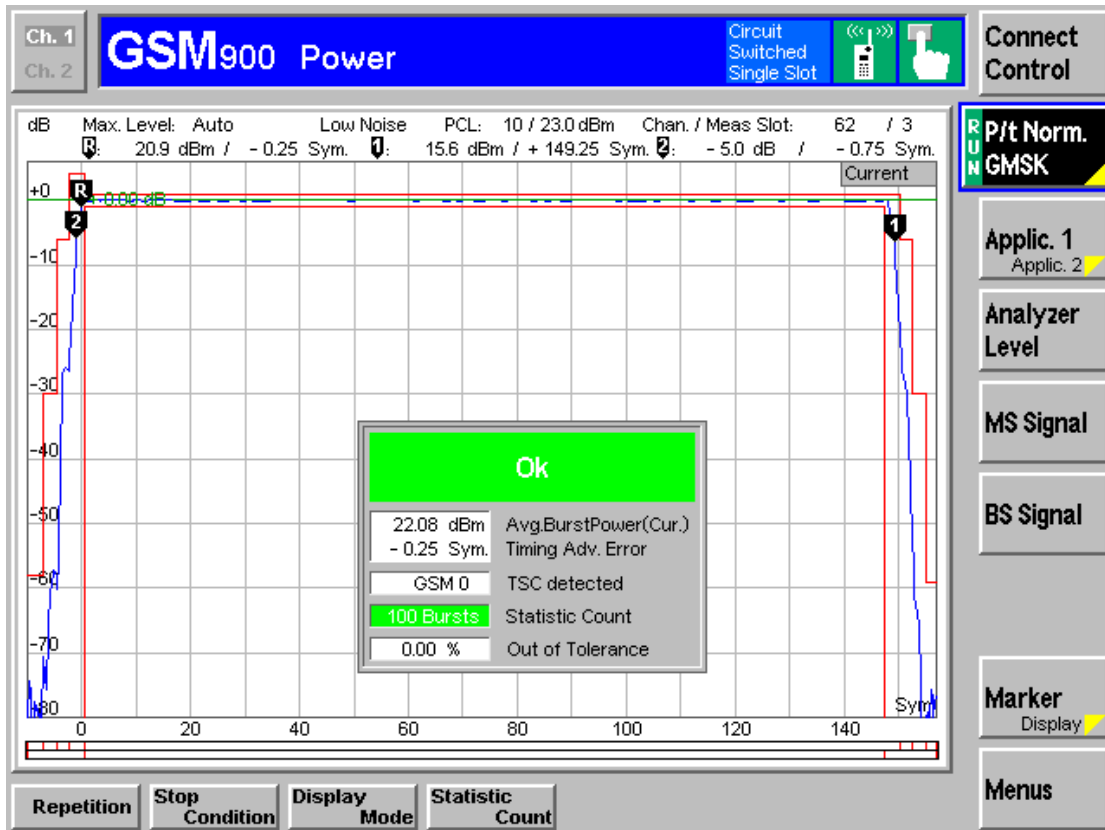 Ch. 1
Ch. 2
GSM900 Power
Circuit
Switched
Single Slot
Connect
Control
dB Max. Level: Auto Low Noise PCL: 10 / 23.0 dBm Chan. / Meas Slot: 62 / 3
R: 20.9 dBm / - 0.25 Sym. 1: 15.6 dBm / + 149.25 Sym. 2: - 5.0 dB / - 0.75 Sym.
Current
RUN
P/t Norm.
GMSK
+0
R
0.00 dB
2
1
-10
-20
-30
-40
-50
-60
-70
-80
Sym
0 20 40 60 80 100 120 140
Ok
22.08 dBm Avg.BurstPower(Cur.)
- 0.25 Sym. Timing Adv. Error
GSM 0 TSC detected
100 Bursts Statistic Count
0.00 % Out of Tolerance
Applic. 1
Applic. 2
Analyzer
Level
MS Signal
BS Signal
Marker
Display
Menus
Repetition
Stop
Condition
Display
Mode
Statistic
Count